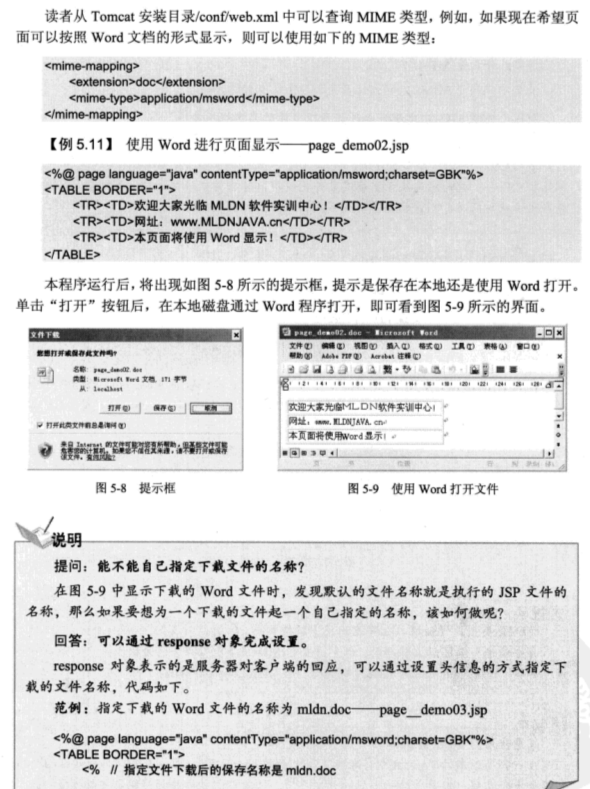 读者从 Tomcat 安装目录/conf/web.xml 中可以查询 MIME 类型，例如，如果现在希望页
面可以按照 Word 文档的形式显示，则可以使用如下的 MIME 类型：
<mime-mapping>
<extension>doc</extension>
<mime-type>application/msword</mime-type>
</mime-mapping>
【例 5.11】 使用 Word 进行页面显示——page_demo02.jsp
<%@ page language="java" contentType="application/msword;charset=GBK"%>
<TABLE BORDER="1">
<TR><TD>欢迎大家光临 MLDN 软件实训中心！</TD></TR>
<TR><TD>网址：www.MLDNJAVA.cn</TD></TR>
<TR><TD>本页面将使用 Word 显示！</TD></TR>
</TABLE>
本程序运行后，将出现如图 5-8 所示的提示框，提示是保存在本地还是使用 Word 打开。
单击“打开”按钮后，在本地磁盘通过 Word 程序打开，即可看到图 5-9 所示的界面。
文件下载
您想打开或保存此文件吗?
名称: page_demo02.doc
类型: Microsoft Word 文档, 171 字节
从: localhost
打开(O) 保存(S) 取消
打开此类文件前总是询问(W)
来自 Internet 的文件可能对您有所帮助，但某些文件可能
危害您的计算机。如果您不信任其来源，请不要打开或保存
该文件。有何风险?
page_demo02.doc - Microsoft Word
文件(F) 编辑(E) 视图(V) 插入(I) 格式(O) 工具(T) 表格(A) 窗口(W)
帮助(H) Adobe PDF(B) Acrobat 注释(C)
欢迎大家光临MLDN软件实训中心！
网址：www.MLDNJAVA.cn
本页面将使用Word显示！
图 5-8 提示框
图 5-9 使用 Word 打开文件
说明
提问：能不能自己指定下载文件的名称？
在图 5-9 中显示下载的 Word 文件时，发现默认的文件名称就是执行的 JSP 文件的
名称，那么如果要想为一个下载的文件起一个自己指定的名称，该如何做呢？
回答：可以通过 response 对象完成设置。
response 对象表示的是服务器对客户端的回应，可以通过设置头信息的方式指定下
载的文件名称，代码如下。
范例：指定下载的 Word 文件的名称为 mldn.doc——page__demo03.jsp
<%@ page language="java" contentType="application/msword;charset=GBK"%>
<TABLE BORDER="1">
<% // 指定文件下载后的保存名称是 mldn.doc